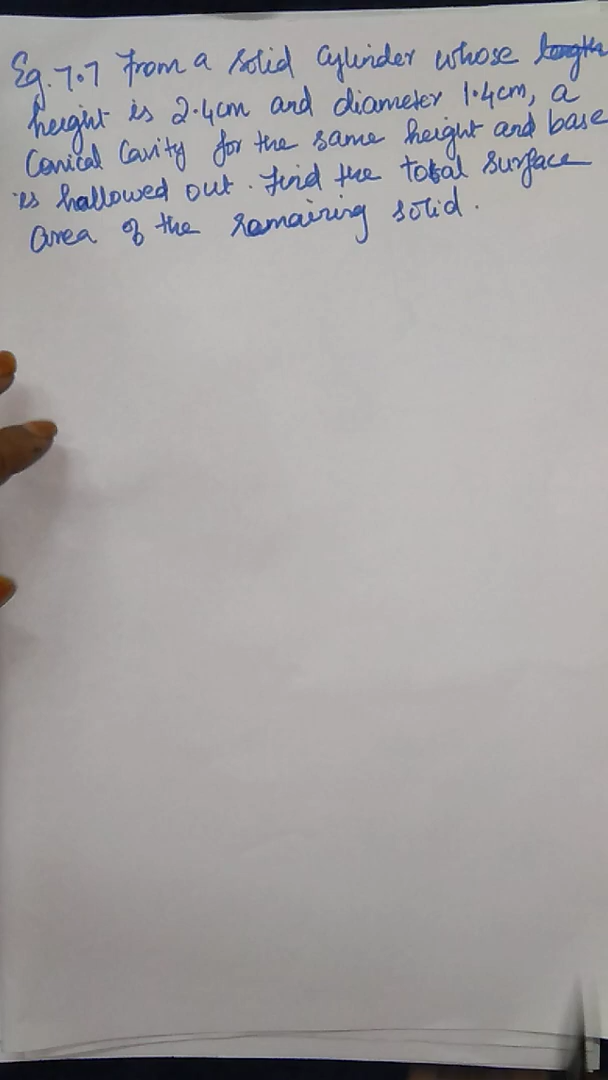 Eg. 7.7 From a solid cylinder whose length
height is 2.4cm and diameter 1.4cm, a
Conical Cavity for the same height and base
is hallowed out. Find the total surface
area of the remairing solid.